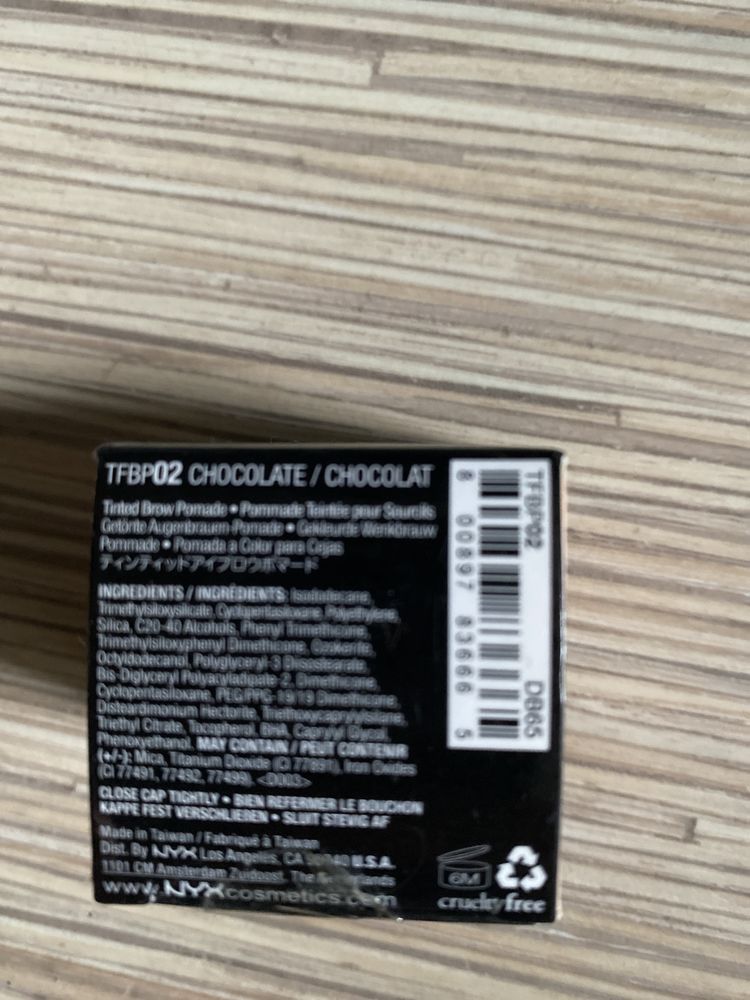 TFBP02 CHOCOLATE / CHOCOLAT
Tinted Brow Pomade • Pommade Teintée pour Sourcils
Getönte Augenbrauen-Pomade • Gekleurde Wenkbrauw
Pommade • Pomada a Color para Cejas
ティンティッドアイブロウポマード
INGREDIENTS / INGRÉDIENTS: Isododecane,
Trimethylsiloxysilicate, Cyclopentasiloxane, Polyethylene,
Silica, C20-40 Alcohols, Phenyl Trimethicone,
Trimethylsiloxyphenyl Dimethicone, Ozokerite,
Octyldodecanol, Polyglyceryl-3 Diisostearate,
Bis-Diglyceryl Polyacyladipate-2, Dimethicone,
Cyclopentasiloxane, PEG/PPG-19/19 Dimethicone,
Disteardimonium Hectorite, Triethoxycaprylylsilane,
Triethyl Citrate, Tocopherol, BHA, Caprylyl Glycol,
Phenoxyethanol. MAY CONTAIN / PEUT CONTENIR
(+/-): Mica, Titanium Dioxide (CI 77891), Iron Oxides
(CI 77491, 77492, 77499).
CLOSE CAP TIGHTLY • BIEN REFERMER LE BOUCHON
KAPPE FEST VERSCHLIEBEN • SLUIT STEVIG AF
Made in Taiwan / Fabriqué à Taiwan
Dist. By NYX Los Angeles, CA U.S.A.
1101 CM Amsterdam Zuidoost, The Netherlands
www.NYXcosmetics.com
TFBP02 DB65
8 00897 83666 5
6M
cruelty free